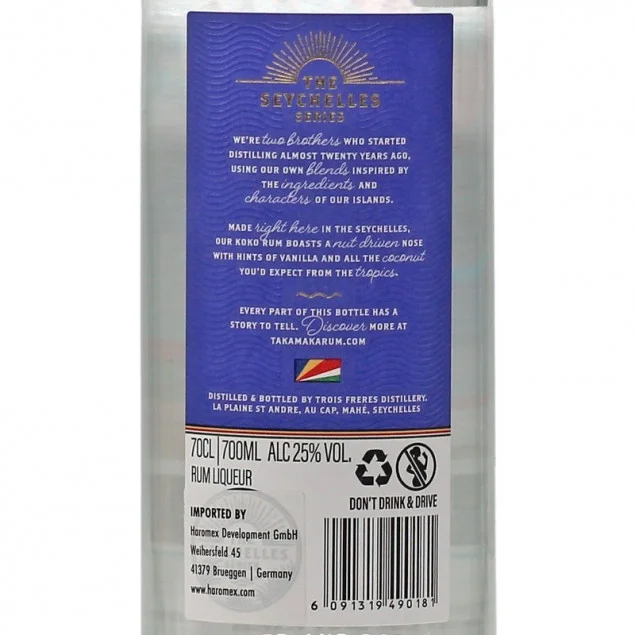 THE
SEYCHELLES
SERIES
WE'RE two brothers WHO STARTED
DISTILLING ALMOST TWENTY YEARS AGO,
USING OUR OWN blends INSPIRED BY
THE ingredients AND
characters OF OUR ISLANDS.
MADE right here IN THE SEYCHELLES,
OUR KOKO RUM BOASTS A nut driven NOSE
WITH HINTS OF VANILLA AND ALL THE coconut
YOU'D EXPECT FROM THE tropics.
EVERY PART OF THIS BOTTLE HAS A
STORY TO TELL. Discover MORE AT
TAKAMAKARUM.COM
DISTILLED & BOTTLED BY TROIS FRERES DISTILLERY.
LA PLAINE ST ANDRE, AU CAP, MAHÉ, SEYCHELLES
70CL | 700ML ALC 25% VOL.
RUM LIQUEUR
DON'T DRINK & DRIVE
IMPORTED BY
Haromex Development GmbH
Weihersfeld 45
41379 Brueggen | Germany
www.haromex.com
6 091319 490181